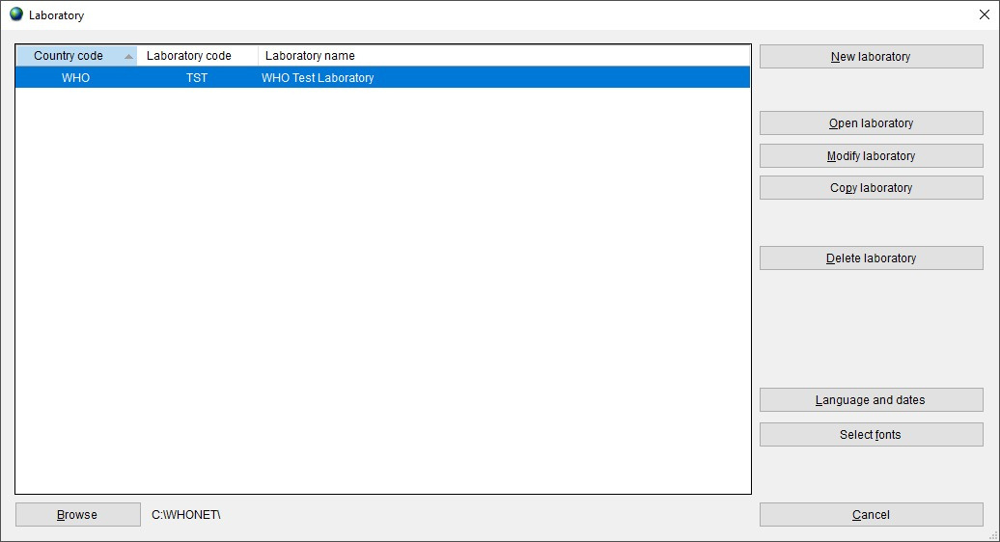 Laboratory
Country code Laboratory code Laboratory name
WHO TST WHO Test Laboratory
New laboratory
Open laboratory
Modify laboratory
Copy laboratory
Delete laboratory
Language and dates
Select fonts
Browse C:\WHONET\
Cancel